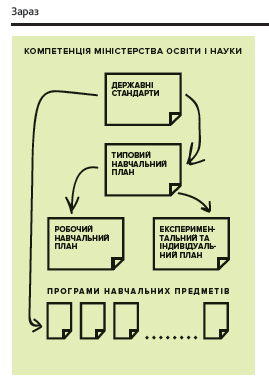 Зараз
КОМПЕТЕНЦІЯ МІНІСТЕРСТВА ОСВІТИ І НАУКИ
ДЕРЖАВНІ
СТАНДАРТИ
ТИПОВИЙ
НАВЧАЛЬНИЙ
ПЛАН
РОБОЧИЙ
НАВЧАЛЬНИЙ
ПЛАН
ЕКСПЕРИМЕН-
ТАЛЬНИЙ ТА
ІНДИВІДУАЛЬ-
НИЙ ПЛАН
ПРОГРАМИ НАВЧАЛЬНИХ ПРЕДМЕТІВ